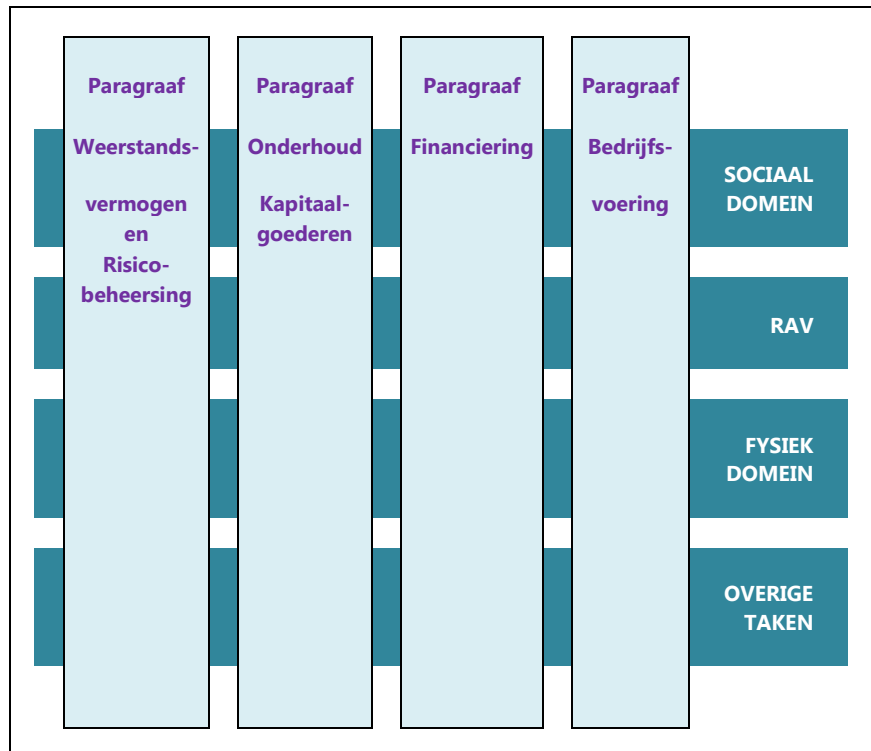 Paragraaf
Weerstands-
vermogen
en
Risico-
beheersing
Paragraaf
Onderhoud
Kapitaal-
goederen
Paragraaf
Financiering
Paragraaf
Bedrijfs-
voering
SOCIAAL
DOMEIN
RAV
FYSIEK
DOMEIN
OVERIGE
TAKEN